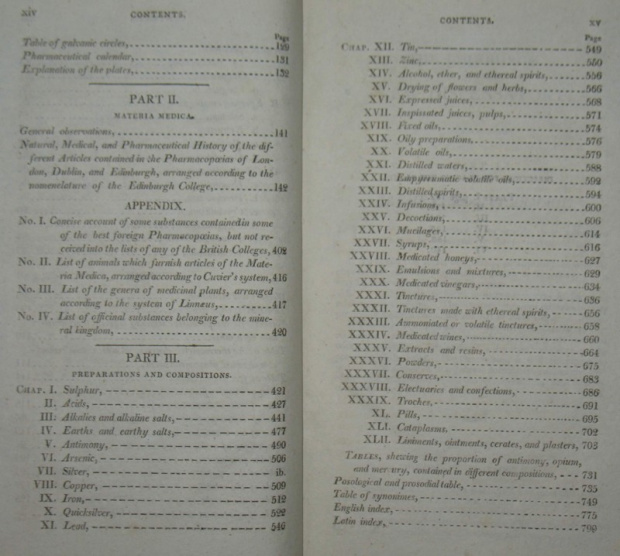 xiv CONTENTS.
Page
Table of galvanic circles, 129
Pharmaceutical calendar, 131
Explanation of the plates, 132
PART II.
MATERIA MEDICA.
General observations, 141
Natural, Medical, and Pharmaceutical History of the dif-
ferent Articles contained in the Pharmacopœias of Lon-
don, Dublin, and Edinburgh, arranged according to the
nomenclature of the Edinburgh College, 142
APPENDIX.
No. I. Concise account of some substances contained in some
of the best foreign Pharmacopœias, but not re-
ceived into the lists of any of the British Colleges, 402
No. II. List of animals which furnish articles of the Mate-
ria Medica, arranged according to Cuvier's system, 416
No. III. List of the genera of medicinal plants, arranged
according to the system of Linneus, 417
No. IV. List of officinal substances belonging to the mine-
ral kingdom, 420
PART III.
PREPARATIONS AND COMPOSITIONS.
CHAP. I. Sulphur, 421
II. Acids, 427
III. Alkalies and alkaline salts, 441
IV. Earths and earthy salts, 477
V. Antimony, 490
VI. Arsenic, 506
VII. Silver, ib.
VIII. Copper, 509
IX. Iron, 512
X. Quicksilver, 522
XI. Lead, 546
CONTENTS. xv
Page
CHAP. XII. Tin, 549
XIII. Zinc, 550
XIV. Alcohol, ether, and ethereal spirits, 556
XV. Drying of flowers and herbs, 566
XVI. Expressed juices, 568
XVII. Inspissated juices, pulps, 571
XVIII. Fixed oils, 574
XIX. Oily preparations, 576
XX. Volatile oils, 579
XXI. Distilled waters, 588
XXII. Empyreumatic volatile oils, 592
XXIII. Distilled spirits, 594
XXIV. Infusions, 600
XXV. Decoctions, 606
XXVI. Mucilages, 614
XXVII. Syrups, 616
XXVIII. Medicated honeys, 627
XXIX. Emulsions and mixtures, 629
XXX. Medicated vinegars, 634
XXXI. Tinctures, 636
XXXII. Tinctures made with ethereal spirits, 656
XXXIII. Ammoniated or volatile tinctures, 658
XXXIV. Medicated wines, 660
XXXV. Extracts and resins, 664
XXXVI. Powders, 675
XXXVII. Conserves, 683
XXXVIII. Electuaries and confections, 686
XXXIX. Troches, 691
XL. Pills, 695
XLI. Cataplasms, 702
XLII. Liniments, ointments, cerates, and plasters, 703
TABLES, shewing the proportion of antimony, opium,
and mercury, contained in different compositions, 731
Posological and prosodial table, 735
Table of synonimes, 749
English index, 775
Latin index, 790